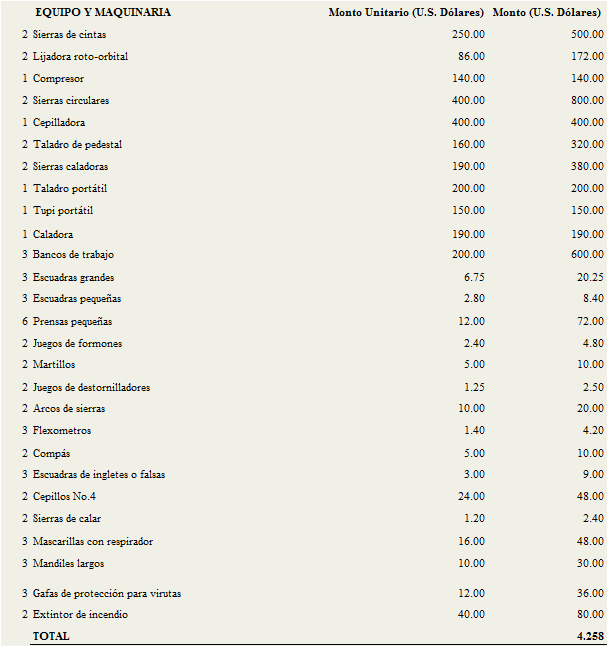 EQUIPO Y MAQUINARIA Monto Unitario (U.S. Dólares) Monto (U.S. Dólares)
2 Sierras de cintas 250.00 500.00
2 Lijadora roto-orbital 86.00 172.00
1 Compresor 140.00 140.00
2 Sierras circulares 400.00 800.00
1 Cepilladora 400.00 400.00
2 Taladro de pedestal 160.00 320.00
2 Sierras caladoras 190.00 380.00
1 Taladro portátil 200.00 200.00
1 Tupi portátil 150.00 150.00
1 Caladora 190.00 190.00
3 Bancos de trabajo 200.00 600.00
3 Escuadras grandes 6.75 20.25
3 Escuadras pequeñas 2.80 8.40
6 Prensas pequeñas 12.00 72.00
2 Juegos de formones 2.40 4.80
2 Martillos 5.00 10.00
2 Juegos de destornilladores 1.25 2.50
2 Arcos de sierras 10.00 20.00
3 Flexometros 1.40 4.20
2 Compás 5.00 10.00
3 Escuadras de ingletes o falsas 3.00 9.00
2 Cepillos No.4 24.00 48.00
2 Sierras de calar 1.20 2.40
3 Mascarillas con respirador 16.00 48.00
3 Mandiles largos 10.00 30.00
3 Gafas de protección para virutas 12.00 36.00
2 Extintor de incendio 40.00 80.00
TOTAL 4.258